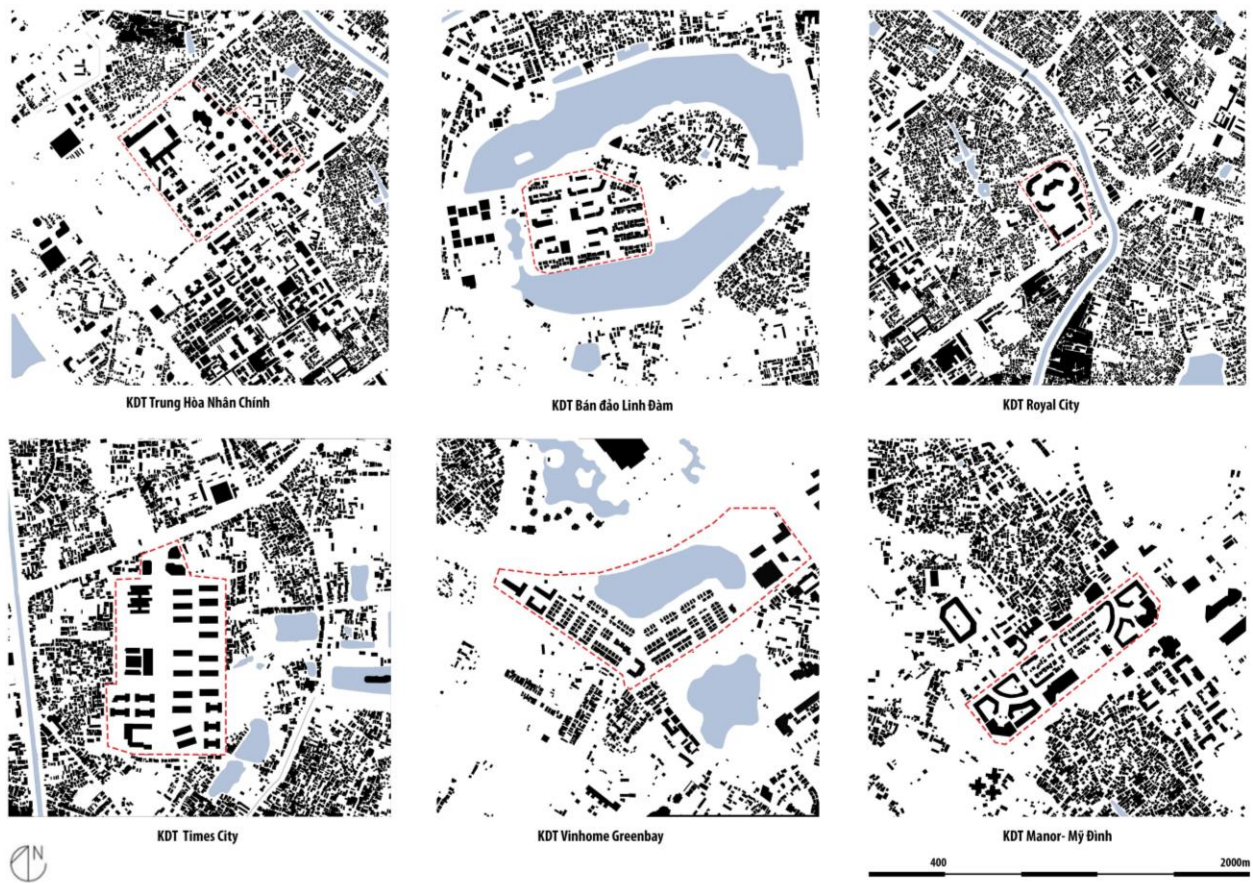 KDT Trung Hòa Nhân Chính
KDT Bán đảo Linh Đàm
KDT Royal City
KDT Times City
KDT Vinhome Greenbay
KDT Manor- Mỹ Đình
N
400 2000m